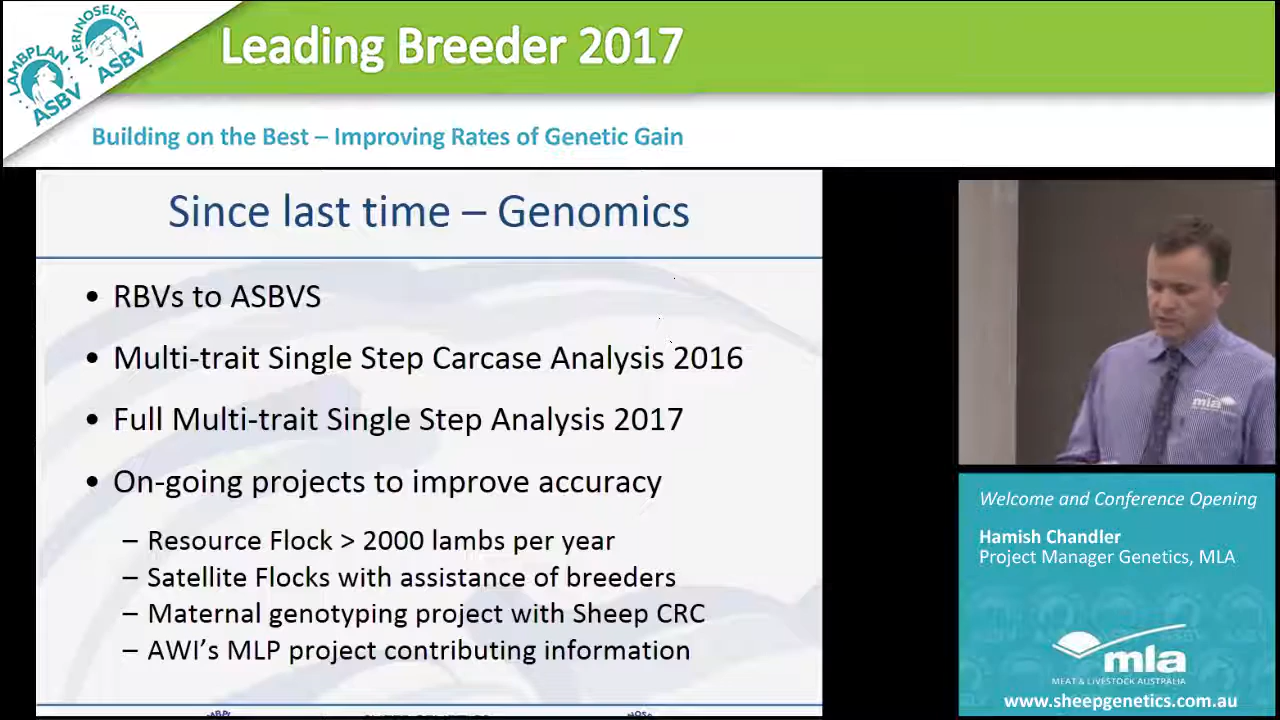 LAMBPLAN
ASBV
MERINOSELECT
ASBV
Leading Breeder 2017
Building on the Best – Improving Rates of Genetic Gain
Since last time – Genomics
• RBVs to ASBVS
• Multi-trait Single Step Carcase Analysis 2016
• Full Multi-trait Single Step Analysis 2017
• On-going projects to improve accuracy
– Resource Flock > 2000 lambs per year
– Satellite Flocks with assistance of breeders
– Maternal genotyping project with Sheep CRC
– AWI's MLP project contributing information
mla
Welcome and Conference Opening
Hamish Chandler
Project Manager Genetics, MLA
mla
MEAT & LIVESTOCK AUSTRALIA
www.sheepgenetics.com.au